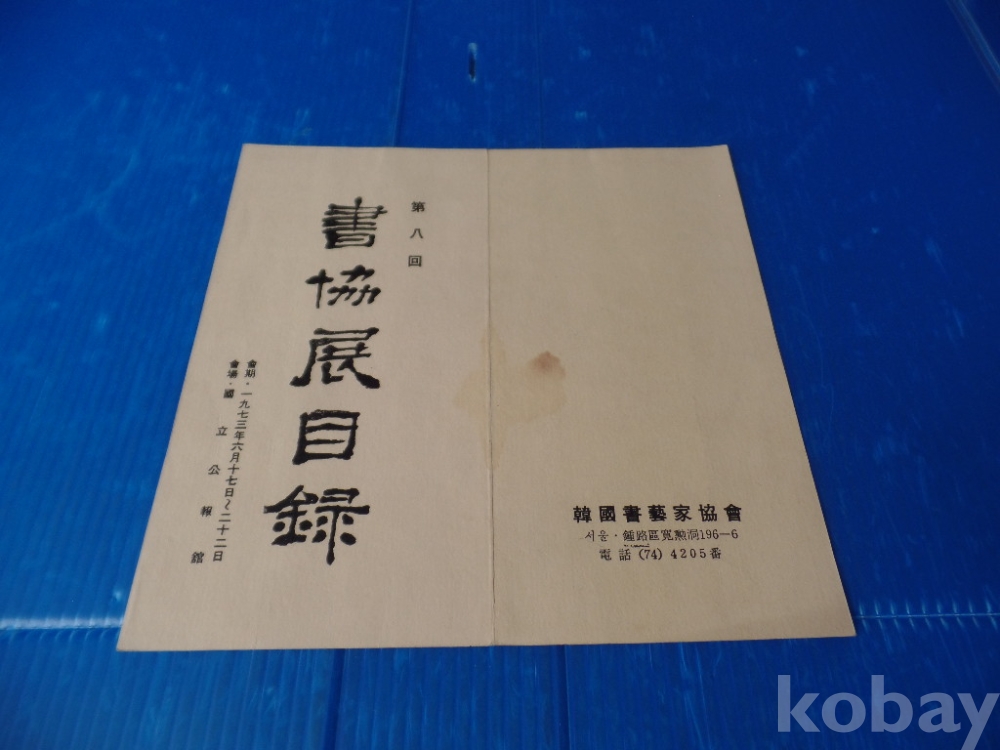 第八回
書協展目録
會期・一九七三年六月十七日~二十二日
會場・國立公報館
韓國書藝家協會
서울・鍾路區寬勲洞196-6
電話 (74) 4205番
kobay